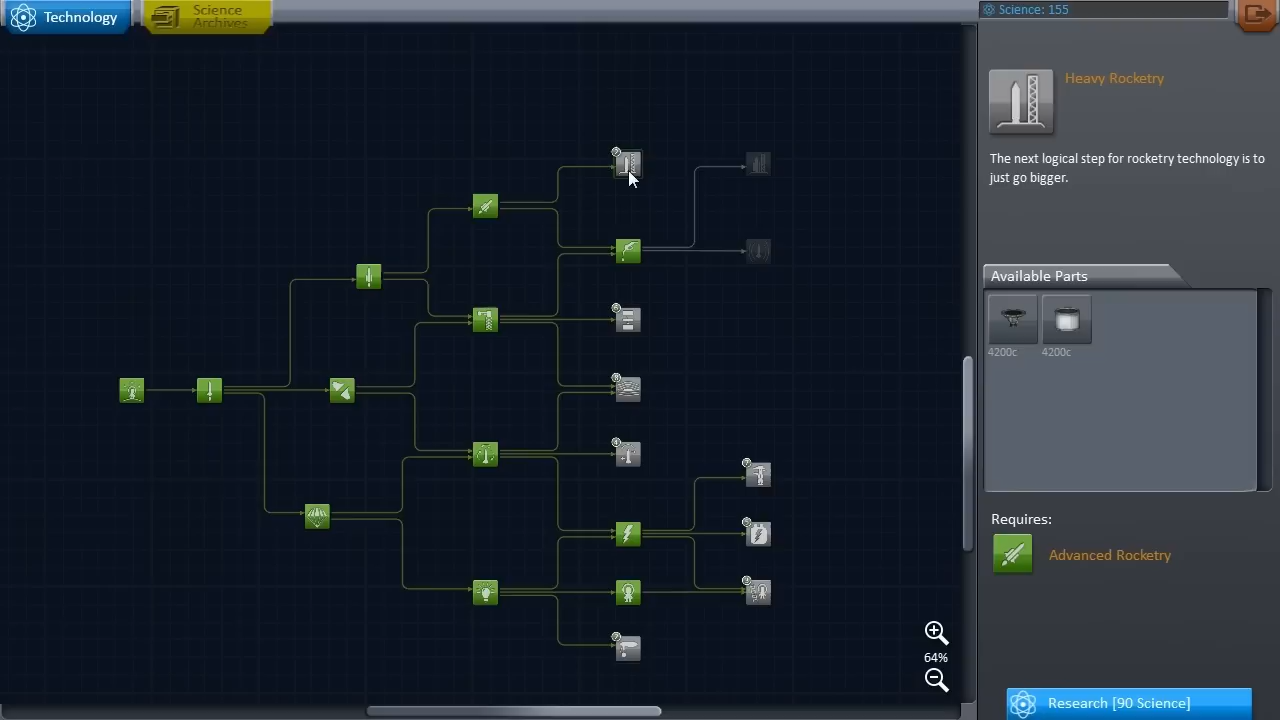 Technology
Science
Archives
Science: 155
Heavy Rocketry
The next logical step for rocketry technology is to
just go bigger.
Available Parts
4200c
4200c
Requires:
Advanced Rocketry
64%
Research [90 Science]